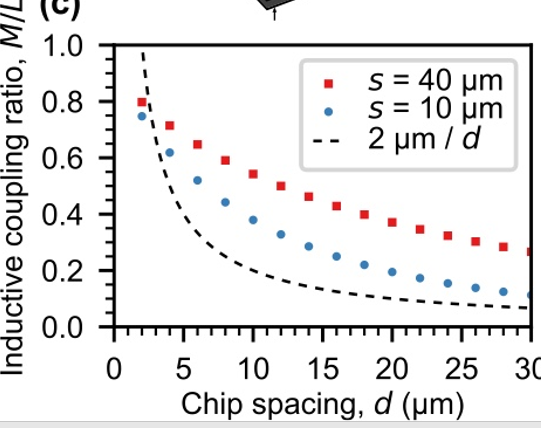 (c)
Inductive coupling ratio, M/L
1.0
0.8
0.6
0.4
0.2
0.0
s = 40 μm
s = 10 μm
2 μm / d
0 5 10 15 20 25 30
Chip spacing, d (μm)